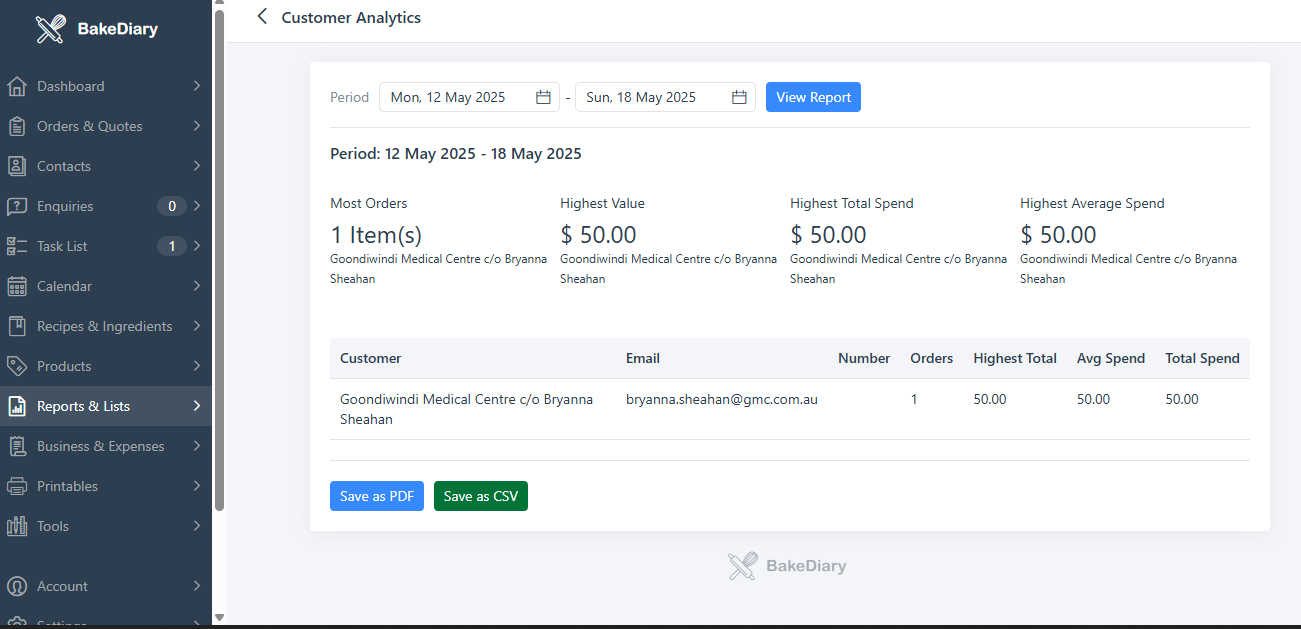 BakeDiary
Dashboard
Orders & Quotes
Contacts
Enquiries 0
Task List 1
Calendar
Recipes & Ingredients
Products
Reports & Lists
Business & Expenses
Printables
Tools
Account
Settings
Customer Analytics
Period Mon, 12 May 2025 - Sun, 18 May 2025 View Report
Period: 12 May 2025 - 18 May 2025
Most Orders
1 Item(s)
Goondiwindi Medical Centre c/o Bryanna
Sheahan
Highest Value
$ 50.00
Goondiwindi Medical Centre c/o Bryanna
Sheahan
Highest Total Spend
$ 50.00
Goondiwindi Medical Centre c/o Bryanna
Sheahan
Highest Average Spend
$ 50.00
Goondiwindi Medical Centre c/o Bryanna
Sheahan
Customer Email Number Orders Highest Total Avg Spend Total Spend
Goondiwindi Medical Centre c/o Bryanna bryanna.sheahan@gmc.com.au 1 50.00 50.00 50.00
Sheahan
Save as PDF Save as CSV
BakeDiary